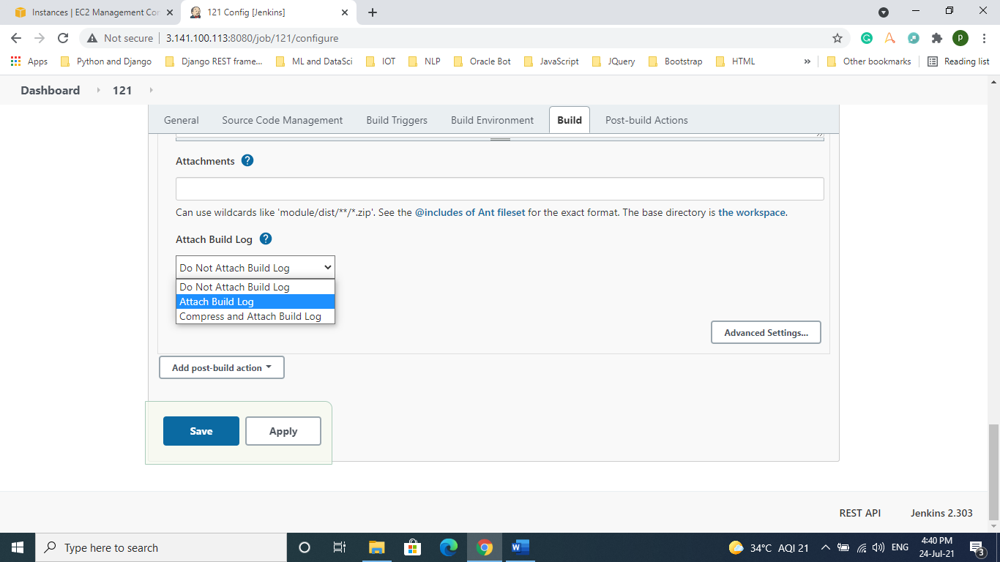 Instances | EC2 Management Con
121 Config [Jenkins]
Not secure
3.141.100.113:8080/job/121/configure
P
Apps
Python and Django
Django REST frame...
ML and DataSci
IOT
NLP
Oracle Bot
JavaScript
JQuery
Bootstrap
HTML
»
Other bookmarks
Reading list
Dashboard
121
General
Source Code Management
Build Triggers
Build Environment
Build
Post-build Actions
Attachments ?
Can use wildcards like 'module/dist/**/*.zip'. See the @includes of Ant fileset for the exact format. The base directory is the workspace.
Attach Build Log ?
Do Not Attach Build Log
Do Not Attach Build Log
Attach Build Log
Compress and Attach Build Log
Advanced Settings...
Add post-build action
Save
Apply
REST API
Jenkins 2.303
Type here to search
W
34°C AQI 21
ENG
4:40 PM
24-Jul-21
3